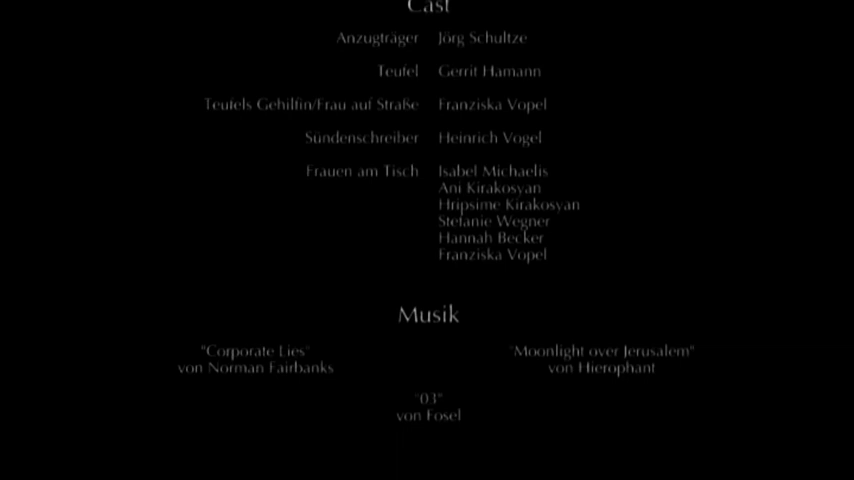 Cast
Anzugträger Jörg Schultze
Teufel Gerrit Hamann
Teufels Gehilfin/Frau auf Straße Franziska Vopel
Sündenschreiber Heinrich Vogel
Frauen am Tisch Isabel Michaelis
Ani Kirakosyan
Hripsime Kirakosyan
Stefanie Wegner
Hannah Becker
Franziska Vopel
Musik
"Corporate Lies"
von Norman Fairbanks
"Moonlight over Jerusalem"
von Hierophant
"03"
von Fosel